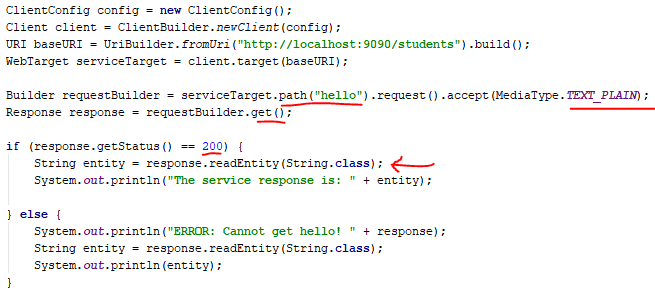 ClientConfig config = new ClientConfig();
Client client = ClientBuilder.newClient(config);
URI baseURI = UriBuilder.fromUri("http://localhost:9090/students").build();
WebTarget serviceTarget = client.target(baseURI);
Builder requestBuilder = serviceTarget.path("hello").request().accept(MediaType.TEXT_PLAIN);
Response response = requestBuilder.get();
if (response.getStatus() == 200) {
String entity = response.readEntity(String.class);
System.out.println("The service response is: " + entity);
} else {
System.out.println("ERROR: Cannot get hello! " + response);
String entity = response.readEntity(String.class);
System.out.println(entity);
}